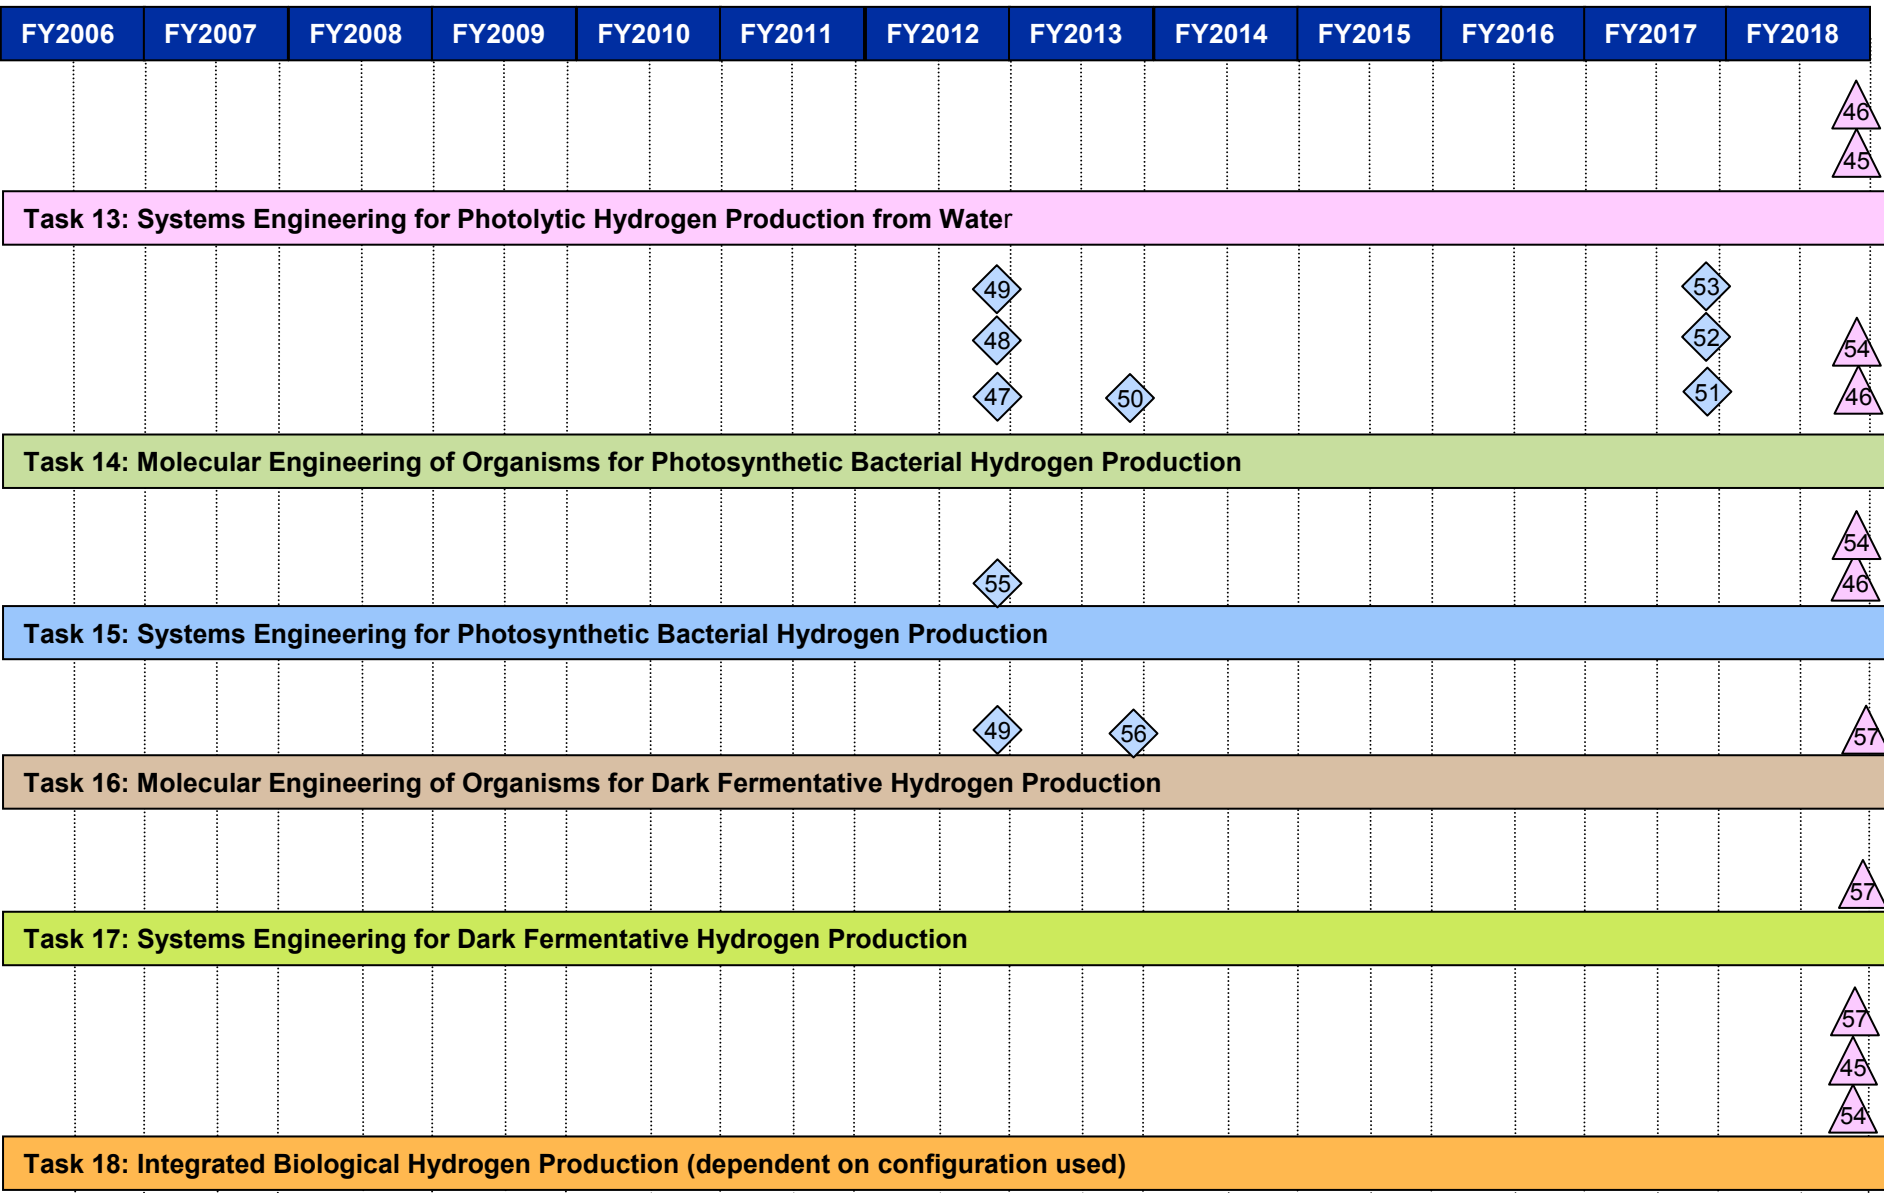 FY2006 FY2007 FY2008 FY2009 FY2010 FY2011 FY2012 FY2013 FY2014 FY2015 FY2016 FY2017 FY2018
46
45
Task 13: Systems Engineering for Photolytic Hydrogen Production from Water
49 53
48 52 54
47 50 51 46
Task 14: Molecular Engineering of Organisms for Photosynthetic Bacterial Hydrogen Production
54
55 46
Task 15: Systems Engineering for Photosynthetic Bacterial Hydrogen Production
49 56 57
Task 16: Molecular Engineering of Organisms for Dark Fermentative Hydrogen Production
57
Task 17: Systems Engineering for Dark Fermentative Hydrogen Production
57
45
54
Task 18: Integrated Biological Hydrogen Production (dependent on configuration used)